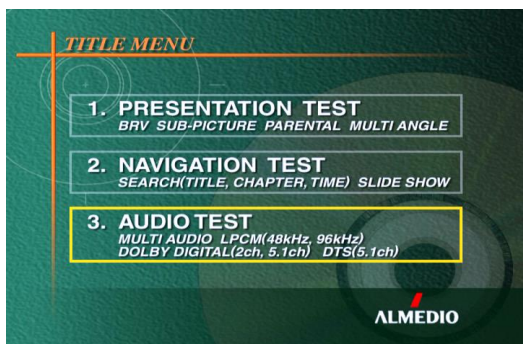 TITLE MENU
1. PRESENTATION TEST
BRV SUB-PICTURE PARENTAL MULTI ANGLE
2. NAVIGATION TEST
SEARCH(TITLE, CHAPTER, TIME) SLIDE SHOW
3. AUDIO TEST
MULTI AUDIO LPCM(48kHz, 96kHz)
DOLBY DIGITAL(2ch, 5.1ch) DTS(5.1ch)
ALMEDIO